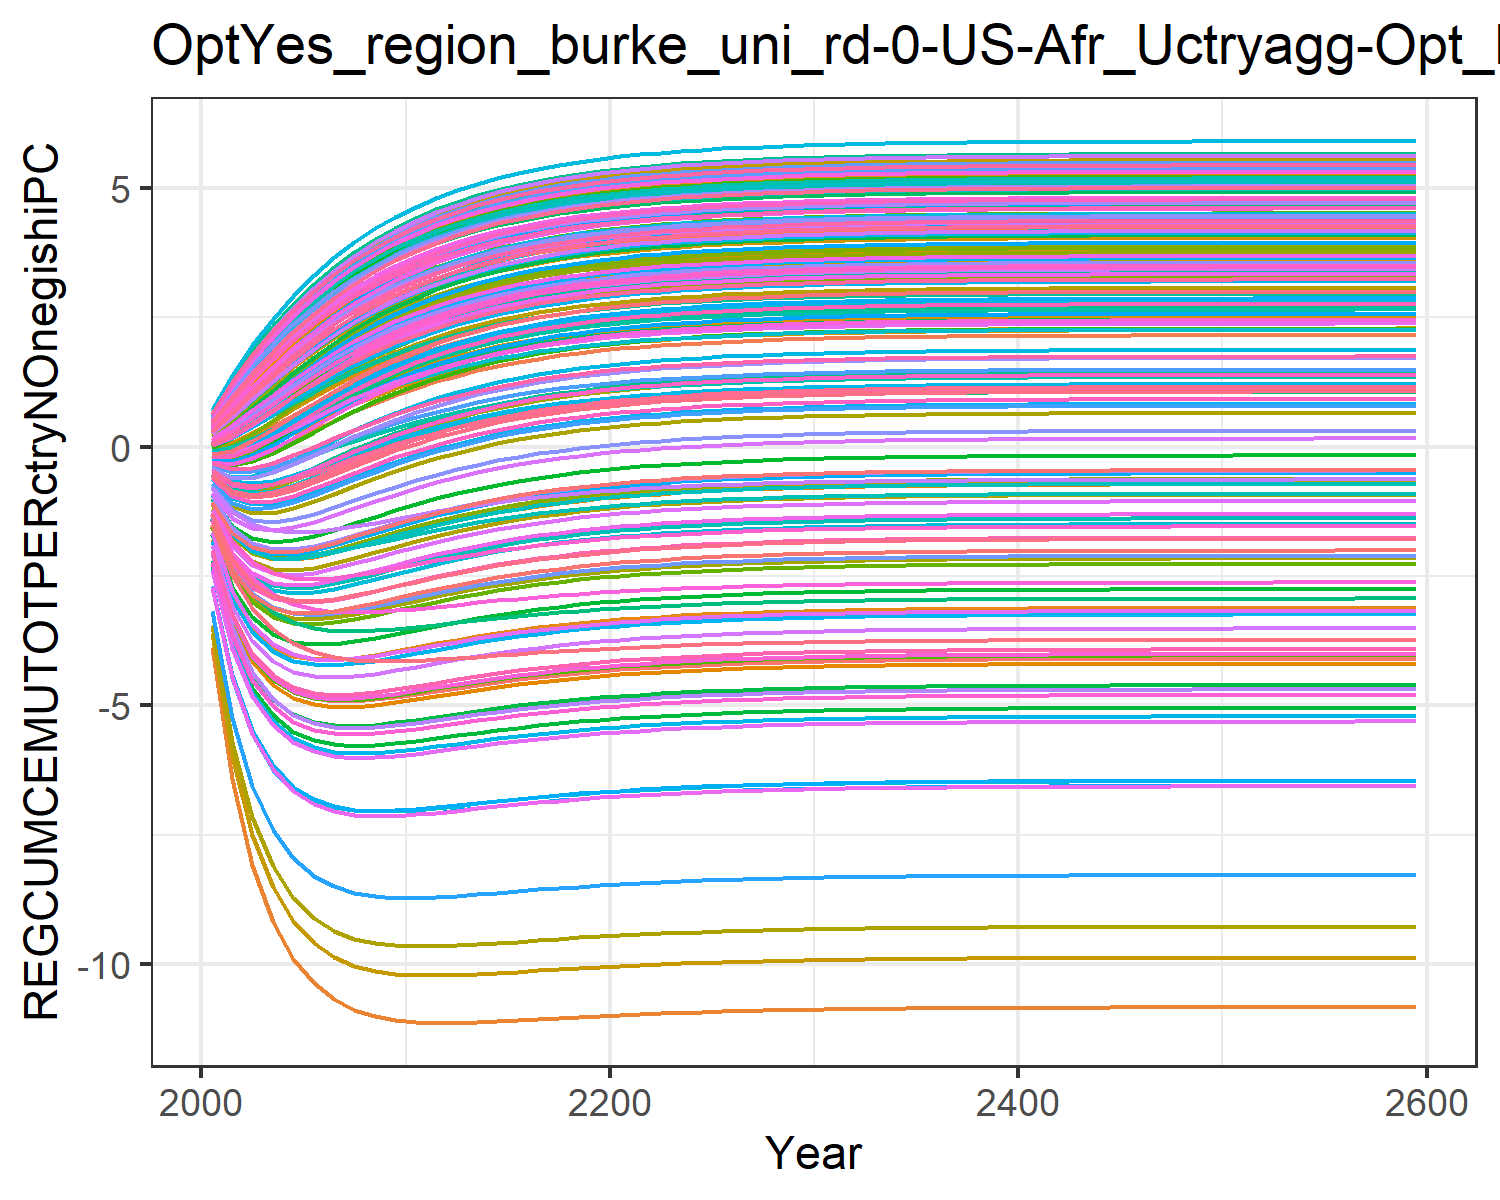 OptYes_region_burke_uni_rd-0-US-Afr_Uctryagg-Opt_
REGCUMCEMUTOTPERctryNOnegishiPC
5
0
-5
-10
2000 2200 2400 2600
Year